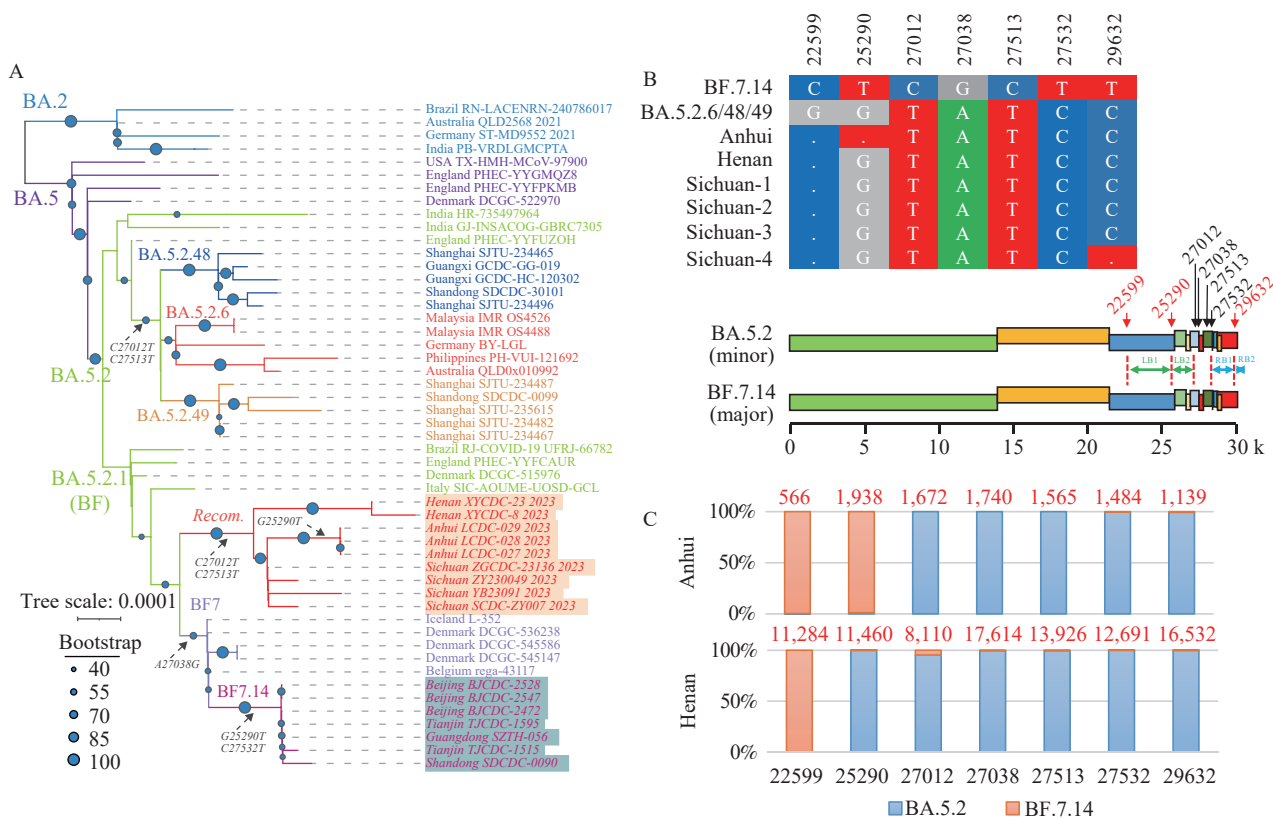 A
BA.2
BA.5
BA.5.2
BA.5.2.48
BA.5.2.6
BA.5.2.49
BA.5.2.1
(BF)
Recom.
BF7
BF7.14
C27012T
C27513T
C27012T
C27513T
G25290T
A27038G
G25290T
C27532T
Brazil RN-LACENRN-240786017
Australia QLD2568 2021
Germany ST-MD9552 2021
India PB-VRDLGMCPTA
USA TX-HMH-MCoV-97900
England PHEC-YYGMQZ8
England PHEC-YYFPKMB
Denmark DCGC-522970
India HR-735497964
India GJ-INSACOG-GBRC7305
England PHEC-YYFUZOH
Shanghai SJTU-234465
Guangxi GCDC-GG-019
Guangxi GCDC-HC-120302
Shandong SDCDC-30101
Shanghai SJTU-234496
Malaysia IMR OS4526
Malaysia IMR OS4488
Germany BY-LGL
Philippines PH-VUI-121692
Australia QLD0x010992
Shanghai SJTU-234487
Shandong SDCDC-0099
Shanghai SJTU-235615
Shanghai SJTU-234482
Shanghai SJTU-234467
Brazil RJ-COVID-19 UFRJ-66782
England PHEC-YYFCAUR
Denmark DCGC-515976
Italy SIC-AOUME-UOSD-GCL
Henan XYCDC-23 2023
Henan XYCDC-8 2023
Anhui LCDC-029 2023
Anhui LCDC-028 2023
Anhui LCDC-027 2023
Sichuan ZGCDC-23136 2023
Sichuan ZY230049 2023
Sichuan YB23091 2023
Sichuan SCDC-ZY007 2023
Iceland L-352
Denmark DCGC-536238
Denmark DCGC-545586
Denmark DCGC-545147
Belgium rega-43117
Beijing BJCDC-2528
Beijing BJCDC-2547
Beijing BJCDC-2472
Tianjin TJCDC-1595
Guangdong SZTH-056
Tianjin TJCDC-1515
Shandong SDCDC-0090
Tree scale: 0.0001
Bootstrap
40
55
70
85
100
B
22599 25290 27012 27038 27513 27532 29632
BF.7.14 C T C G C T T
BA.5.2.6/48/49 G G T A T C C
Anhui . . T A T C C
Henan . G T A T C C
Sichuan-1 . G T A T C C
Sichuan-2 . G T A T C C
Sichuan-3 . G T A T C C
Sichuan-4 . G T A T C .
22599 25290 27012 27038 27513 27532 29632
BA.5.2
(minor)
LB1 LB2 RB1 RB2
BF.7.14
(major)
0 5 10 15 20 25 30 k
C
566 1,938 1,672 1,740 1,565 1,484 1,139
100%
50%
0%
Anhui
11,284 11,460 8,110 17,614 13,926 12,691 16,532
100%
50%
0%
Henan
22599 25290 27012 27038 27513 27532 29632
BA.5.2 BF.7.14